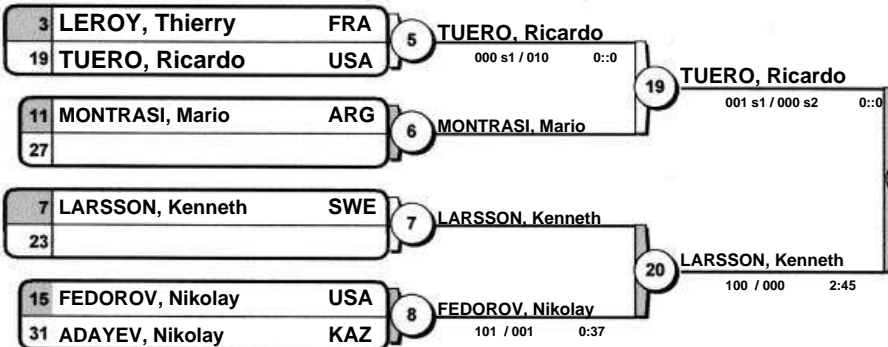 3 LEROY, Thierry FRA
19 TUERO, Ricardo USA
5
TUERO, Ricardo
000 s1 / 010 0::0
11 MONTRASI, Mario ARG
27
6
MONTRASI, Mario
19
TUERO, Ricardo
001 s1 / 000 s2 0::0
7 LARSSON, Kenneth SWE
23
7
LARSSON, Kenneth
15 FEDOROV, Nikolay USA
31 ADAYEV, Nikolay KAZ
8
FEDOROV, Nikolay
101 / 001 0:37
20
LARSSON, Kenneth
100 / 000 2:45